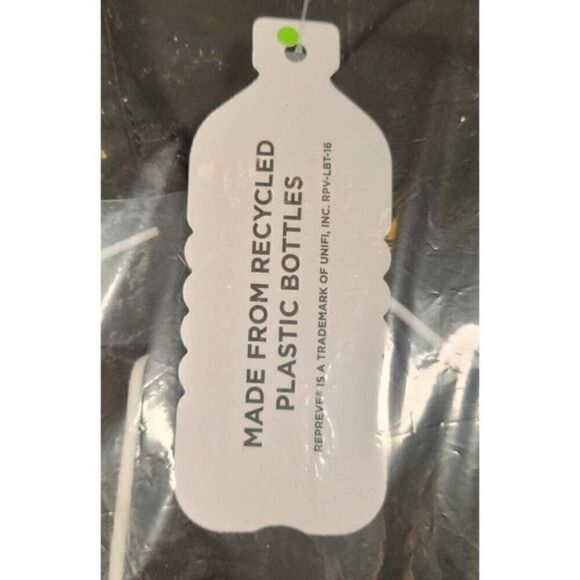 MADE FROM RECYCLED
PLASTIC BOTTLES
REPREVE® IS A TRADEMARK OF UNIFI, INC. RPV-LBT-16